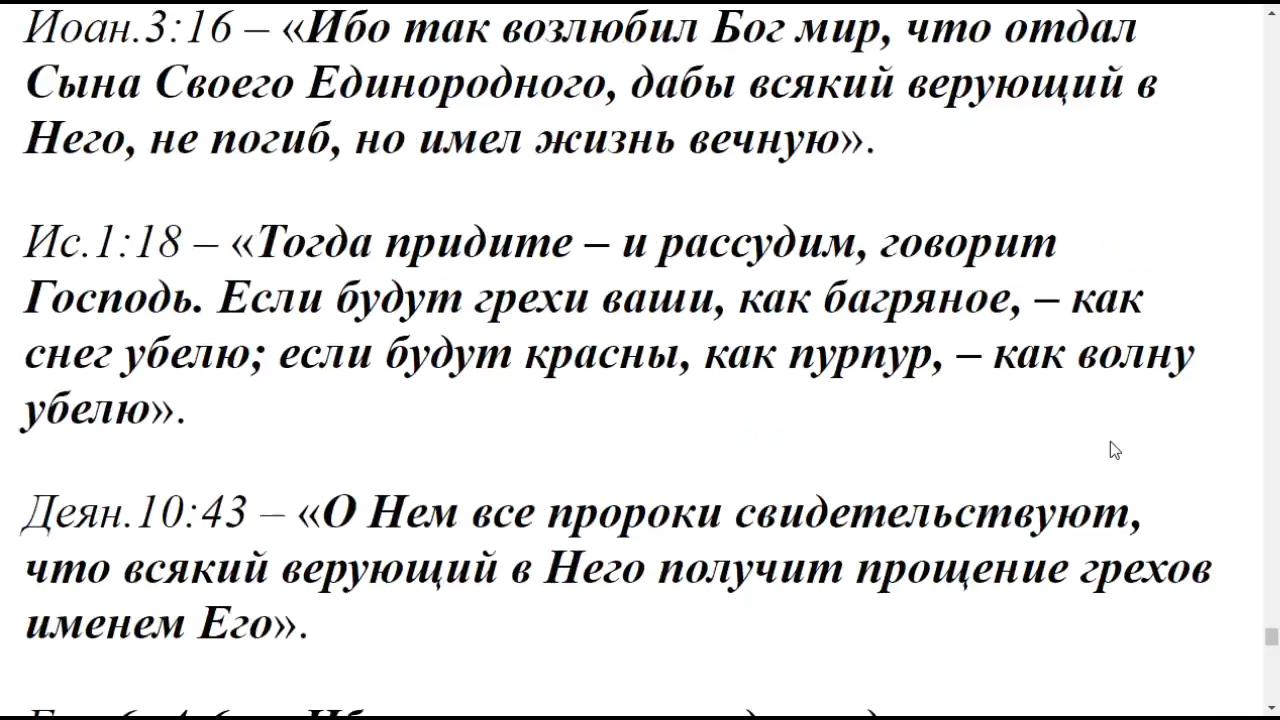 Иоан.3:16 – «Ибо так возлюбил Бог мир, что отдал
Сына Своего Единородного, дабы всякий верующий в
Него, не погиб, но имел жизнь вечную».
Ис.1:18 – «Тогда придите – и рассудим, говорит
Господь. Если будут грехи ваши, как багряное, – как
снег убелю; если будут красны, как пурпур, – как волну
убелю».
Деян.10:43 – «О Нем все пророки свидетельствуют,
что всякий верующий в Него получит прощение грехов
именем Его».